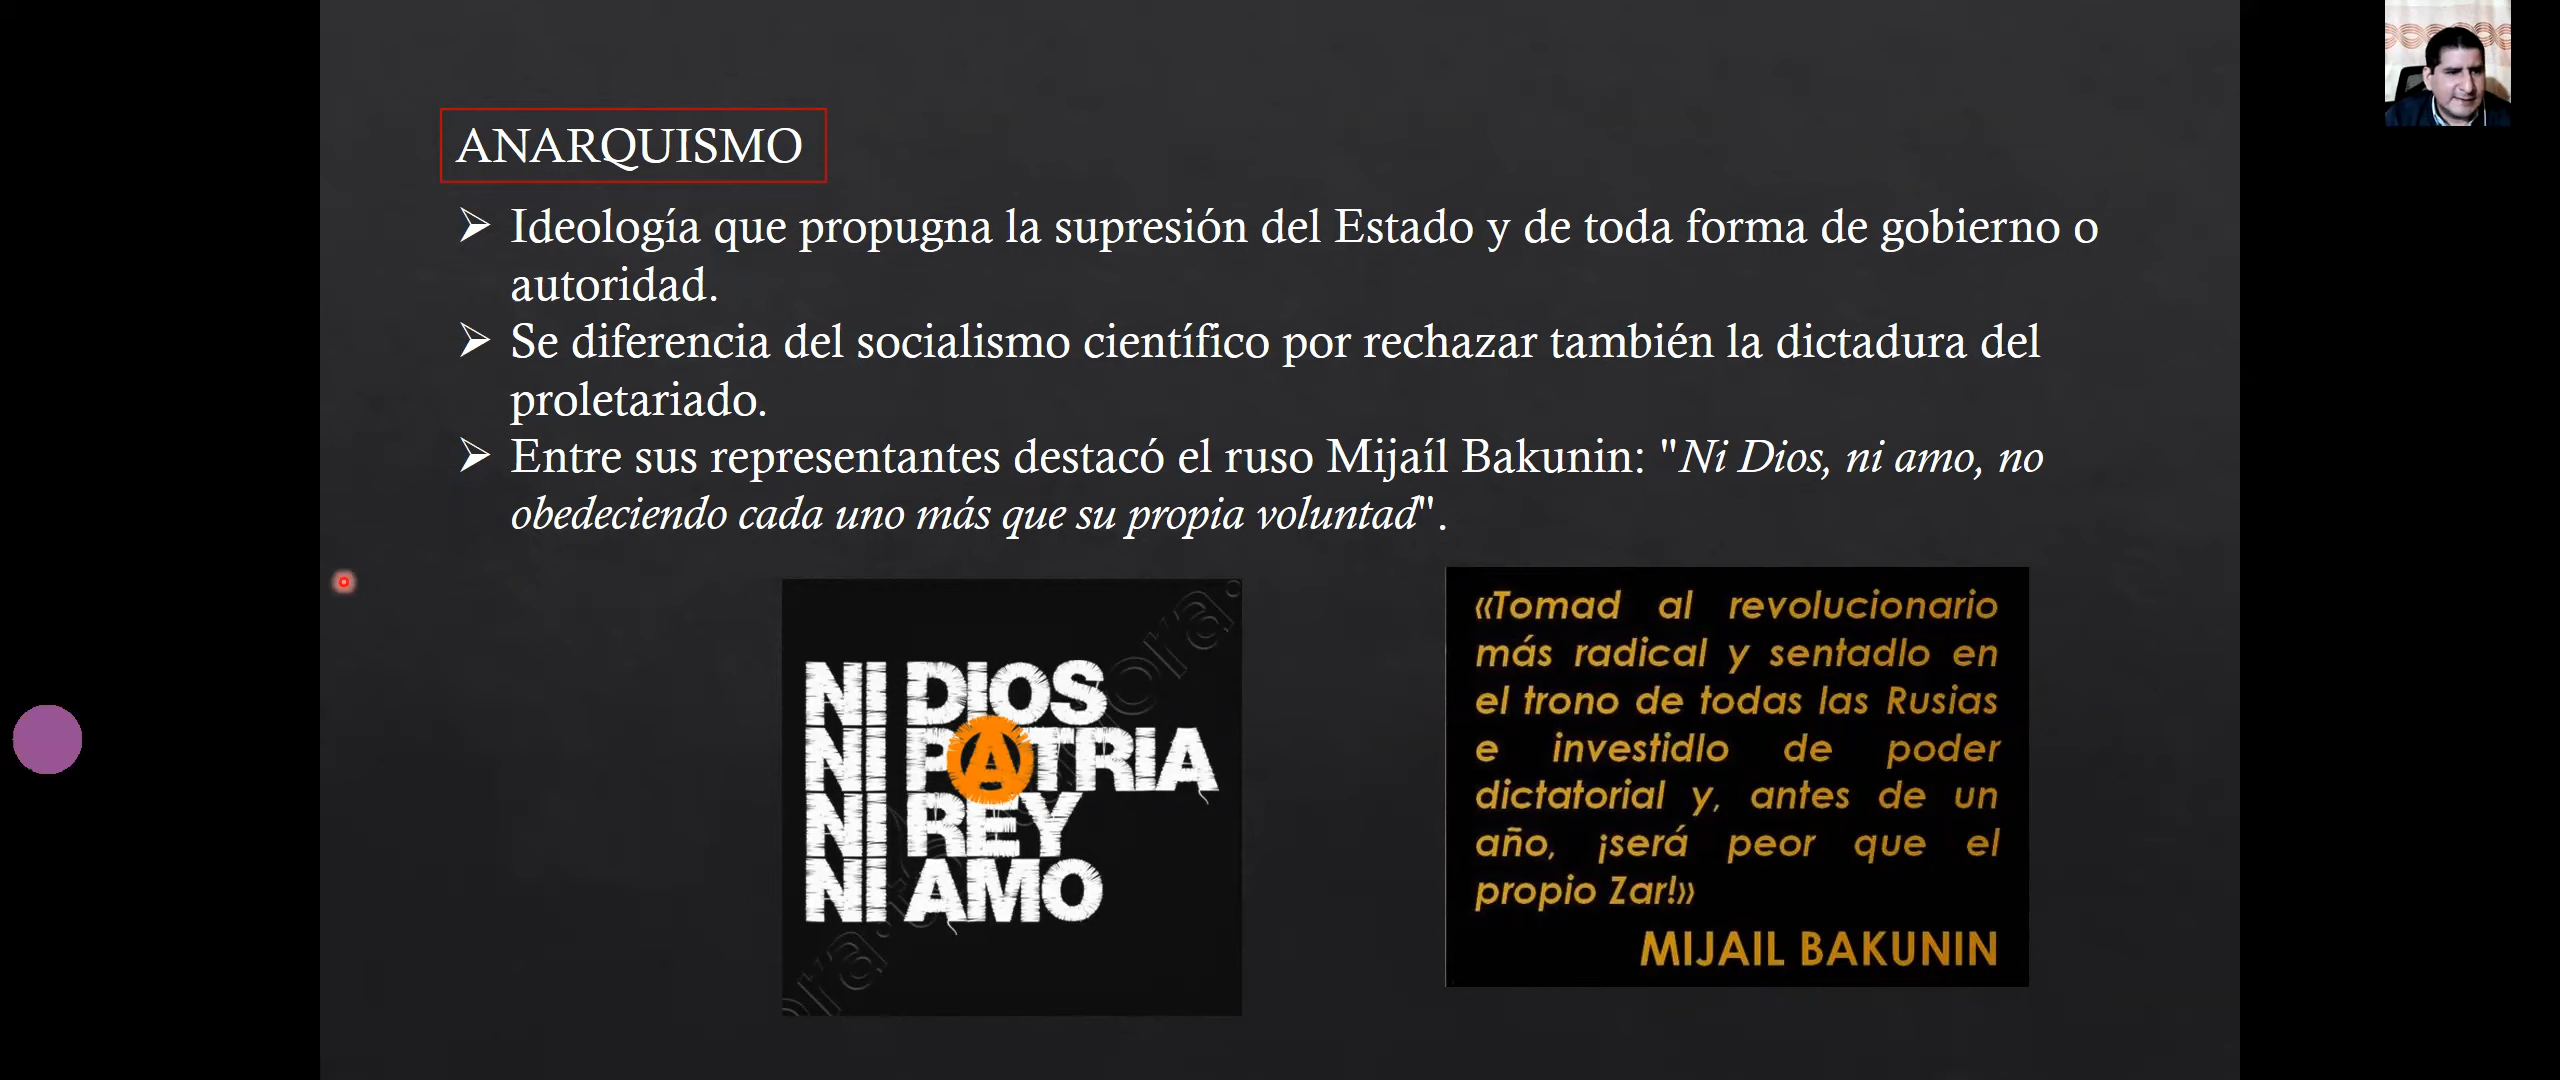 ANARQUISMO
➢ Ideología que propugna la supresión del Estado y de toda forma de gobierno o
autoridad.
➢ Se diferencia del socialismo científico por rechazar también la dictadura del
proletariado.
➢ Entre sus representantes destacó el ruso Mijaíl Bakunin: "Ni Dios, ni amo, no
obedeciendo cada uno más que su propia voluntad".
NI DIOS
NI PATRIA
NI REY
NI AMO
«Tomad al revolucionario
más radical y sentadlo en
el trono de todas las Rusias
e investidlo de poder
dictatorial y, antes de un
año, ¡será peor que el
propio Zar!»
MIJAIL BAKUNIN